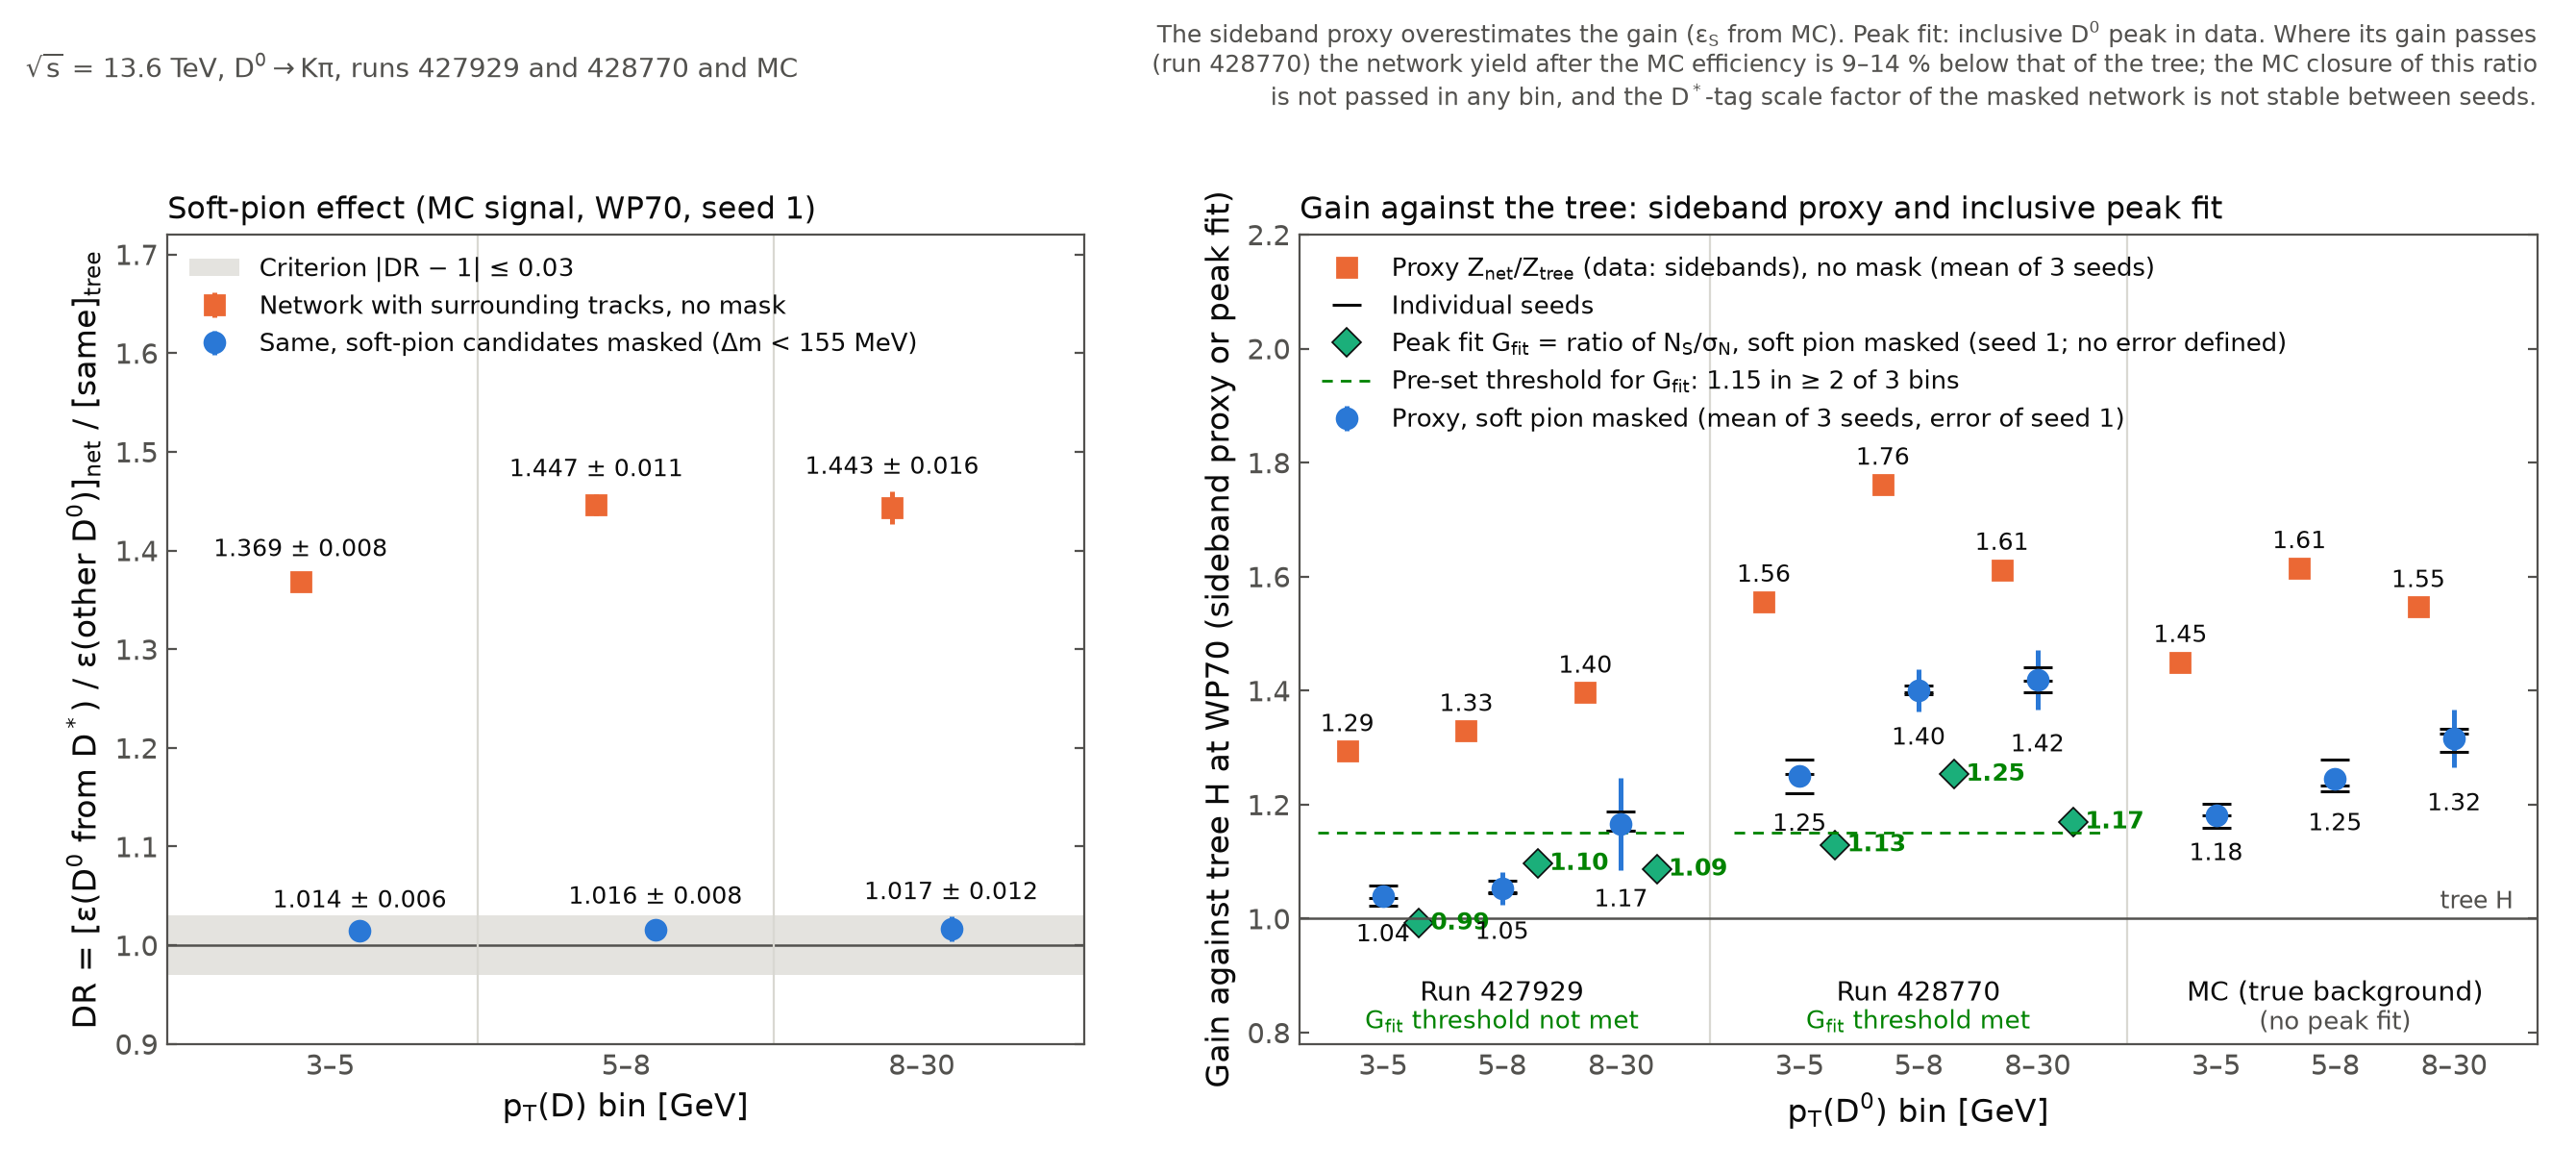 √s = 13.6 TeV, D⁰ → Kπ, runs 427929 and 428770 and MC
The sideband proxy overestimates the gain (εS from MC). Peak fit: inclusive D⁰ peak in data. Where its gain passes
(run 428770) the network yield after the MC efficiency is 9–14 % below that of the tree; the MC closure of this ratio
is not passed in any bin, and the D*-tag scale factor of the masked network is not stable between seeds.
Soft-pion effect (MC signal, WP70, seed 1)
DR = [ε(D⁰ from D*) / ε(other D⁰)]net / [same]tree
1.7
1.6
1.5
1.4
1.3
1.2
1.1
1.0
0.9
Criterion |DR − 1| ≤ 0.03
Network with surrounding tracks, no mask
Same, soft-pion candidates masked (Δm < 155 MeV)
1.369 ± 0.008
1.447 ± 0.011
1.443 ± 0.016
1.014 ± 0.006
1.016 ± 0.008
1.017 ± 0.012
3–5
5–8
8–30
pT(D) bin [GeV]
Gain against the tree: sideband proxy and inclusive peak fit
Gain against tree H at WP70 (sideband proxy or peak fit)
2.2
2.0
1.8
1.6
1.4
1.2
1.0
0.8
Proxy Znet/Ztree (data: sidebands), no mask (mean of 3 seeds)
Individual seeds
Peak fit Gfit = ratio of NS/σN, soft pion masked (seed 1; no error defined)
Pre-set threshold for Gfit: 1.15 in ≥ 2 of 3 bins
Proxy, soft pion masked (mean of 3 seeds, error of seed 1)
1.29
1.33
1.40
1.04
0.99
1.05
1.10
1.17
1.09
1.56
1.76
1.61
1.25
1.13
1.40
1.25
1.42
1.17
1.45
1.61
1.55
1.18
1.25
1.32
tree H
Run 427929
Gfit threshold not met
Run 428770
Gfit threshold met
MC (true background)
(no peak fit)
3–5
5–8
8–30
3–5
5–8
8–30
3–5
5–8
8–30
pT(D⁰) bin [GeV]